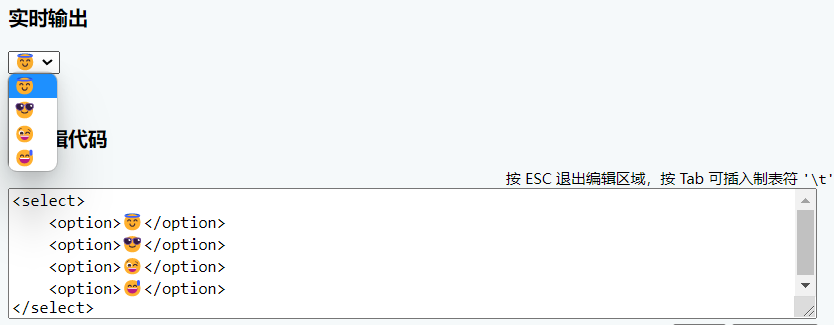 实时输出
😇
😇
😎
😉
😅
辑代码
按 ESC 退出编辑区域，按 Tab 可插入制表符 '\t'
<select>
    <option>😇</option>
    <option>😎</option>
    <option>😉</option>
    <option>😅</option>
</select>